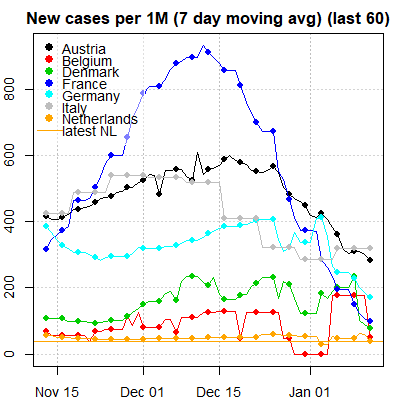 New cases per 1M (7 day moving avg) (last 60)
Austria
Belgium
Denmark
France
Germany
Italy
Netherlands
latest NL
800
600
400
200
0
Nov 15 Dec 01 Dec 15 Jan 01